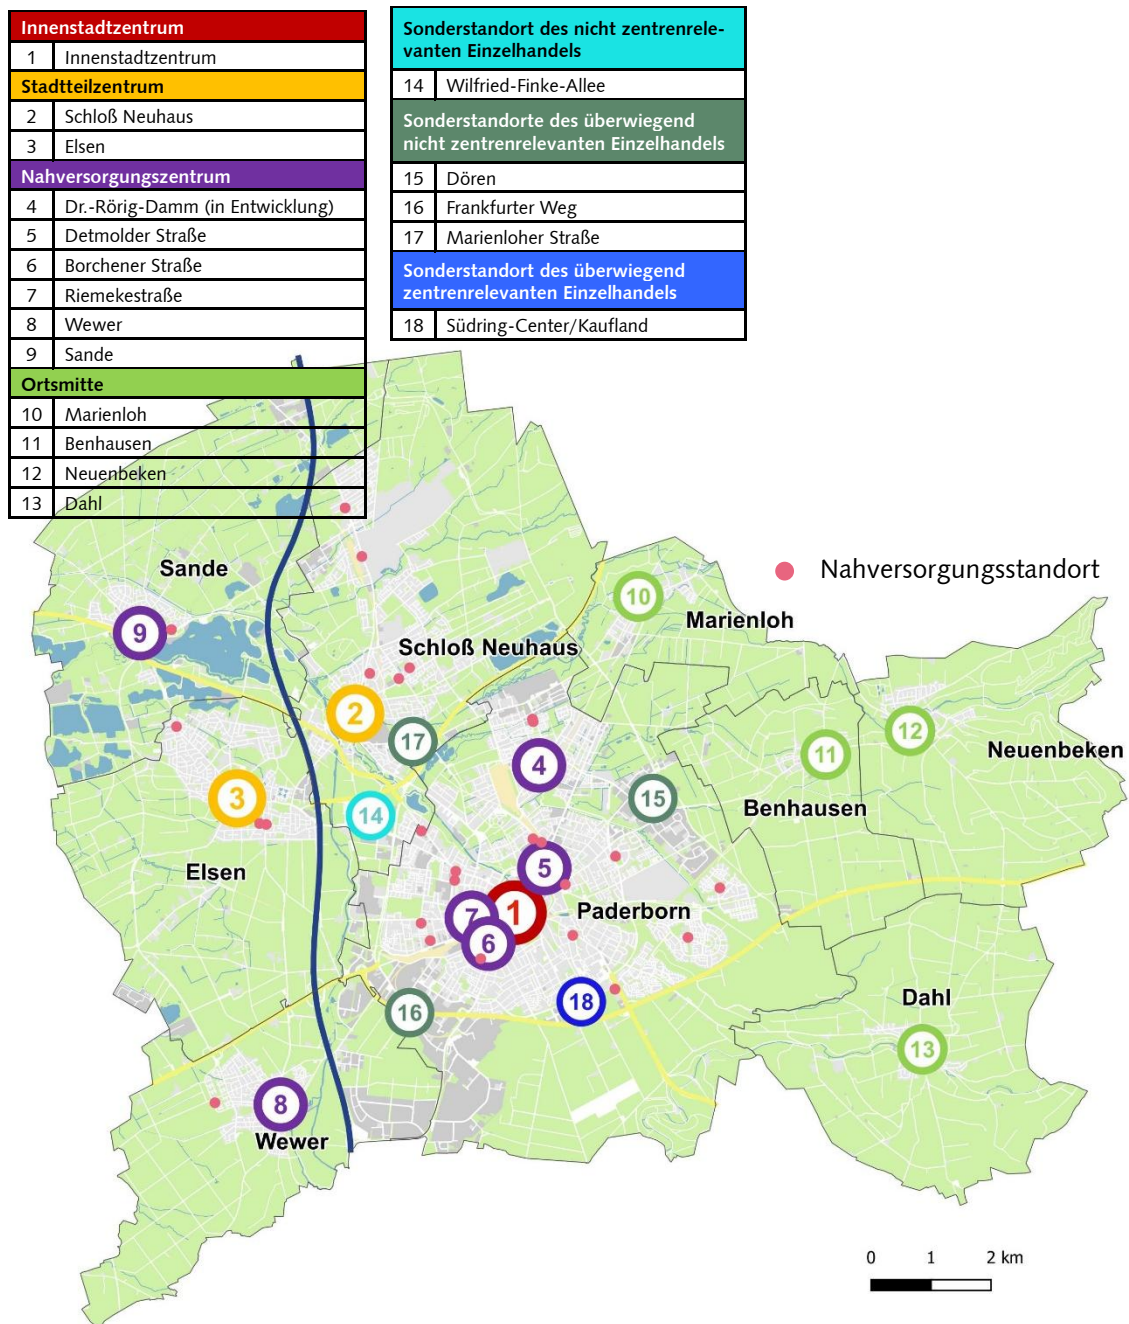 Innenstadtzentrum
1 Innenstadtzentrum
Stadtteilzentrum
2 Schloß Neuhaus
3 Elsen
Nahversorgungszentrum
4 Dr.-Rörig-Damm (in Entwicklung)
5 Detmolder Straße
6 Borchener Straße
7 Riemekestraße
8 Wewer
9 Sande
Ortsmitte
10 Marienloh
11 Benhausen
12 Neuenbeken
13 Dahl
Sonderstandort des nicht zentrenrele-
vanten Einzelhandels
14 Wilfried-Finke-Allee
Sonderstandorte des überwiegend
nicht zentrenrelevanten Einzelhandels
15 Dören
16 Frankfurter Weg
17 Marienloher Straße
Sonderstandort des überwiegend
zentrenrelevanten Einzelhandels
18 Südring-Center/Kaufland
Nahversorgungsstandort
Sande
10
Marienloh
9
Schloß Neuhaus
2
17
12
11
Neuenbeken
4
3
14
15
Benhausen
Elsen
5
7
1
Paderborn
6
18
16
Dahl
13
8
Wewer
0 1 2 km